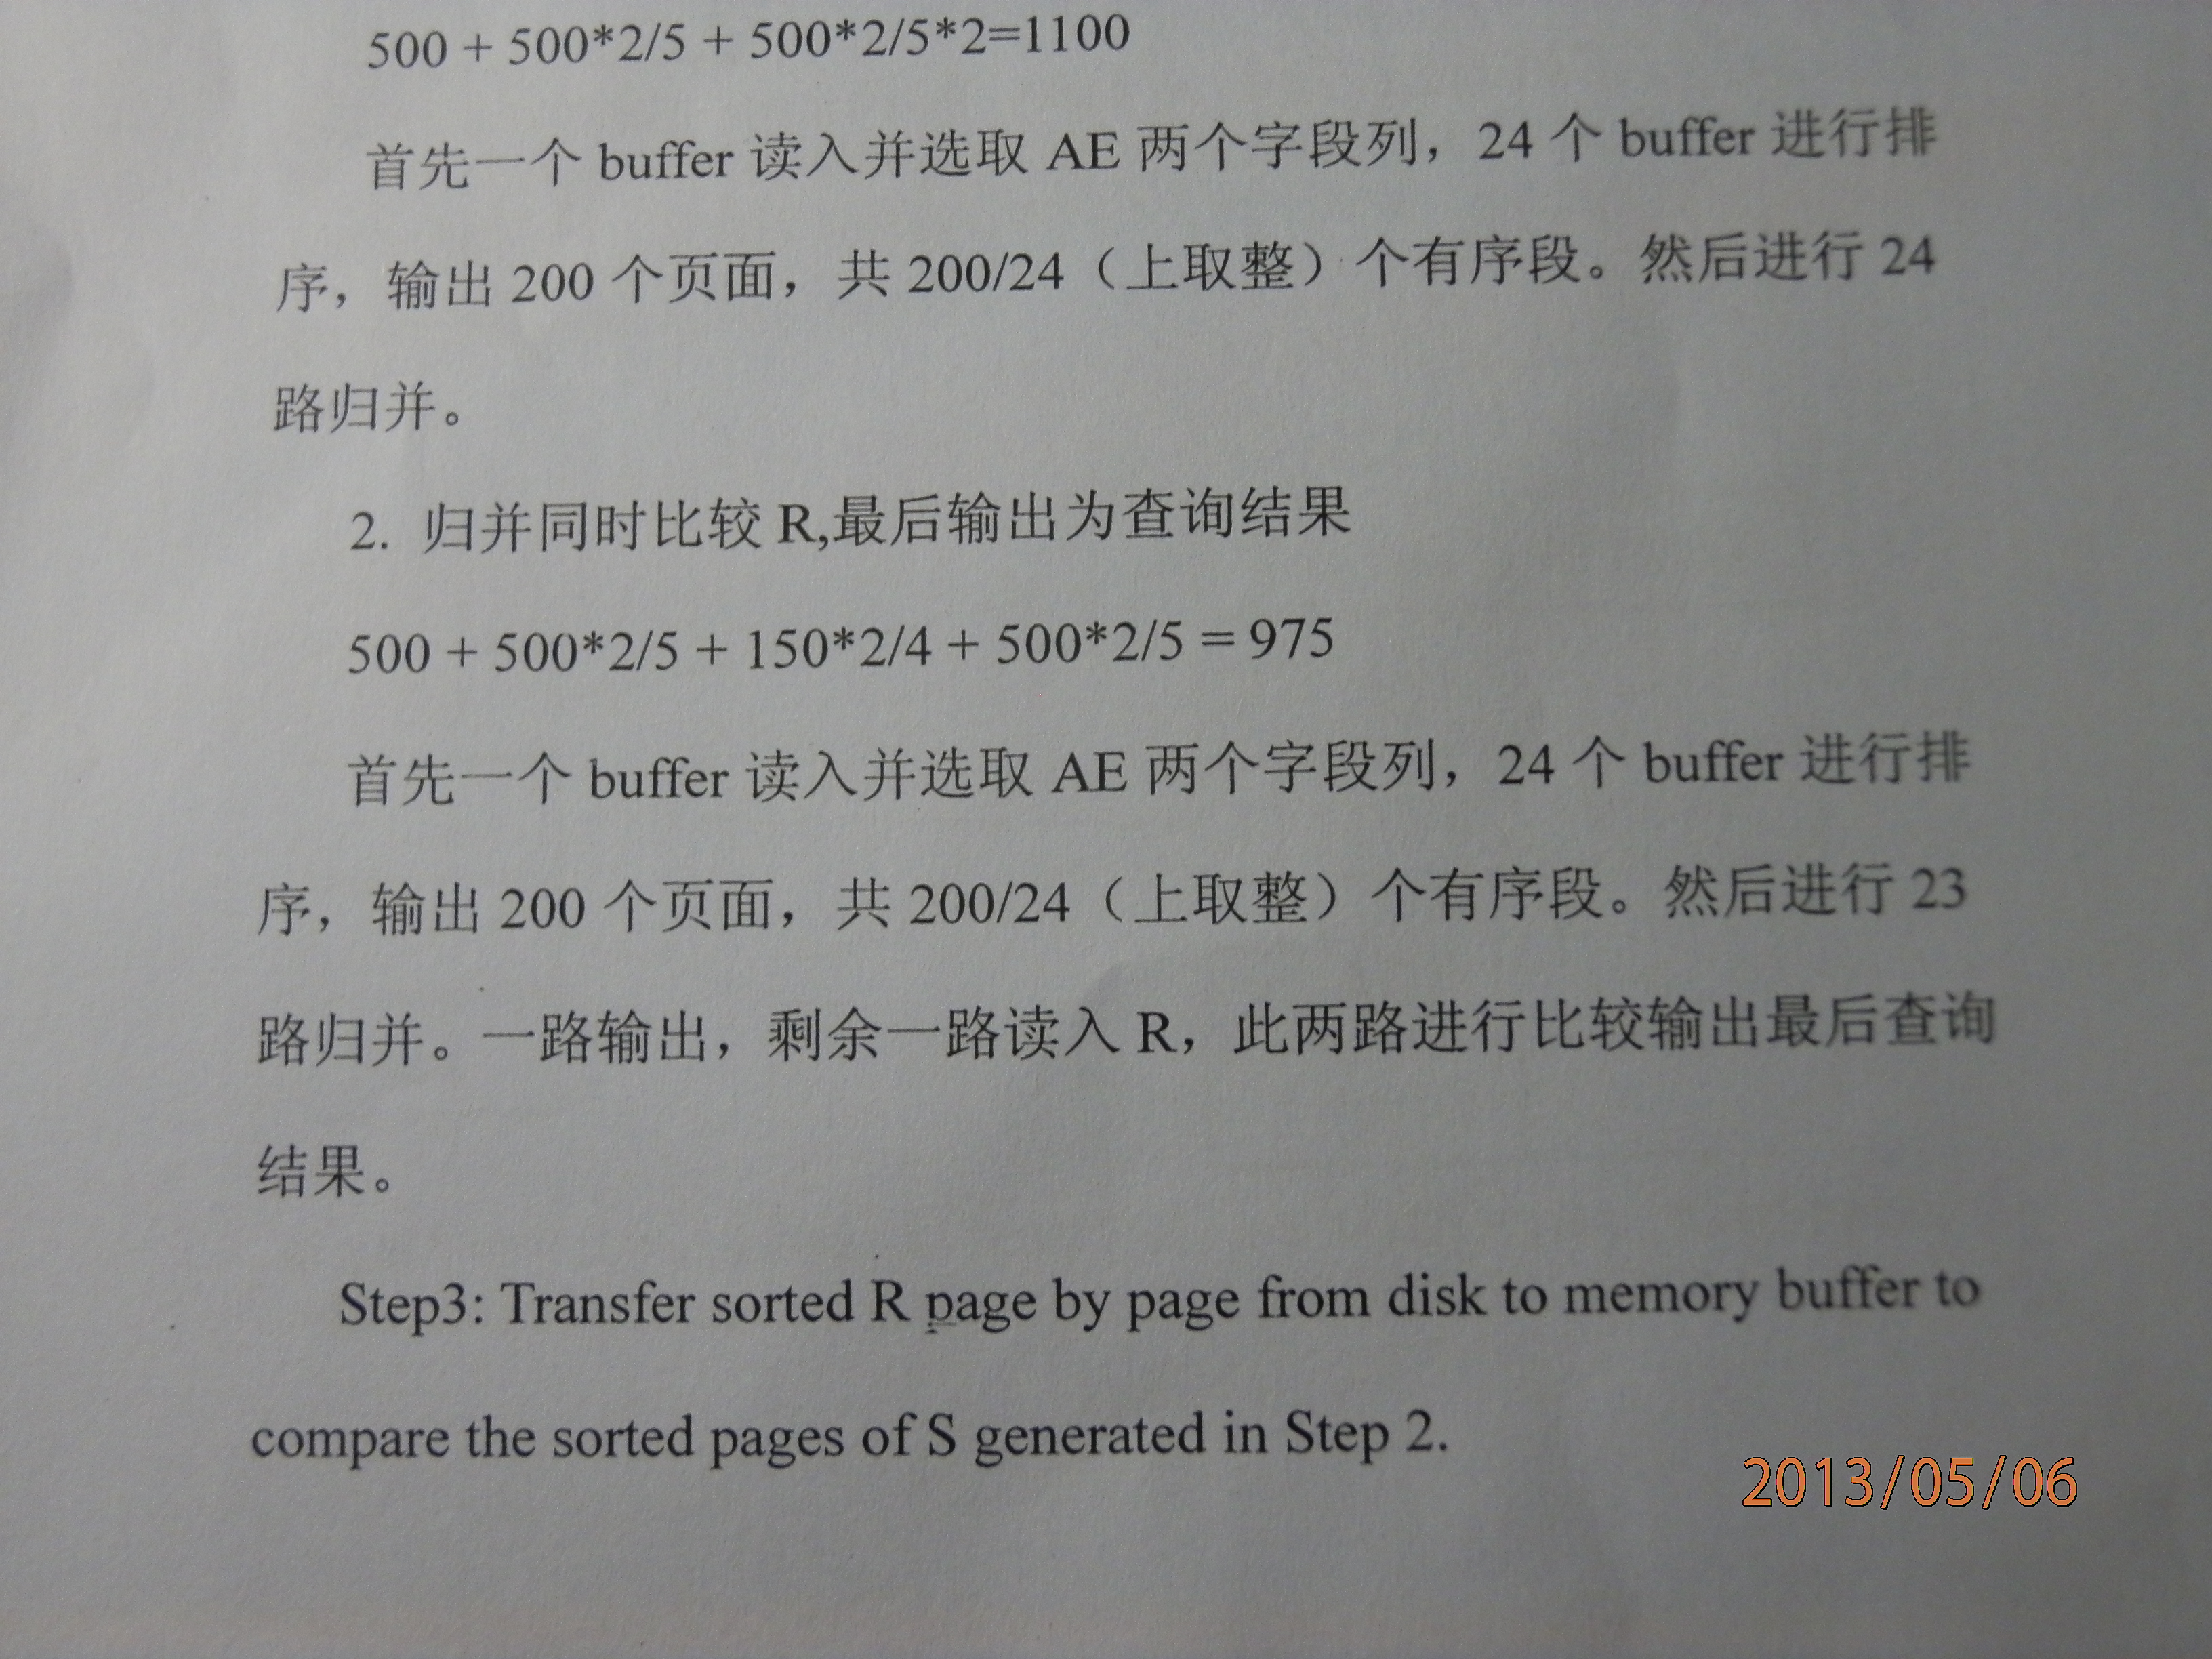 500 + 500*2/5 + 500*2/5*2=1100
首先一个 buffer 读入并选取 AE 两个字段列，24 个 buffer 进行排
序，输出 200 个页面，共 200/24（上取整）个有序段。然后进行 24
路归并。
2. 归并同时比较 R,最后输出为查询结果
500 + 500*2/5 + 150*2/4 + 500*2/5 = 975
首先一个 buffer 读入并选取 AE 两个字段列，24 个 buffer 进行排
序，输出 200 个页面，共 200/24（上取整）个有序段。然后进行 23
路归并。一路输出，剩余一路读入 R，此两路进行比较输出最后查询
结果。
Step3: Transfer sorted R page by page from disk to memory buffer to
compare the sorted pages of S generated in Step 2.
2013/05/06